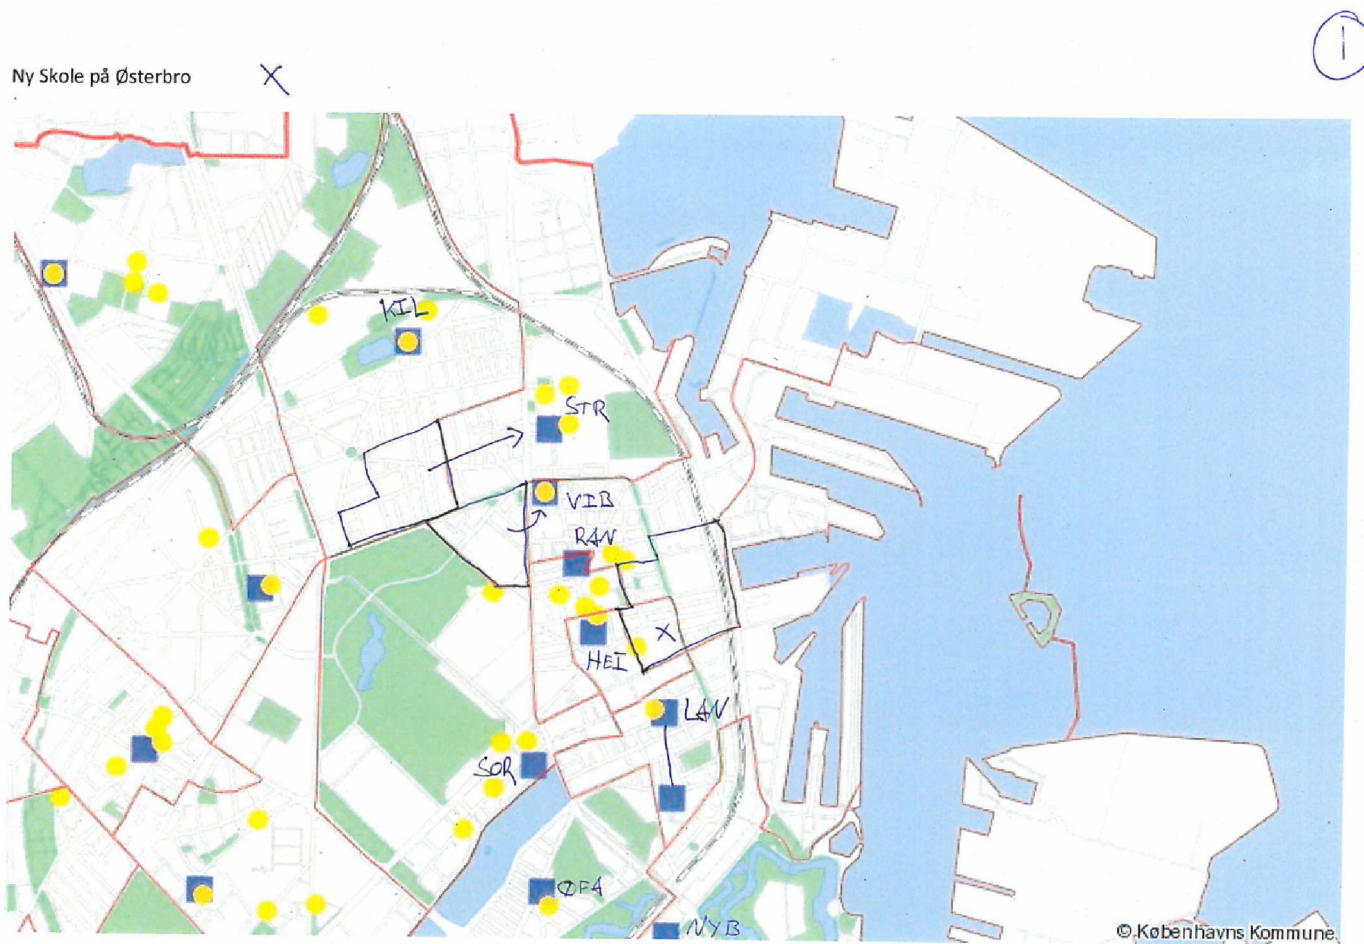 1
Ny Skole på Østerbro X
KIL
STR
VIB
RAN
X
HEI
LAN
SOR
ØFA
NYB
© Københavns Kommune